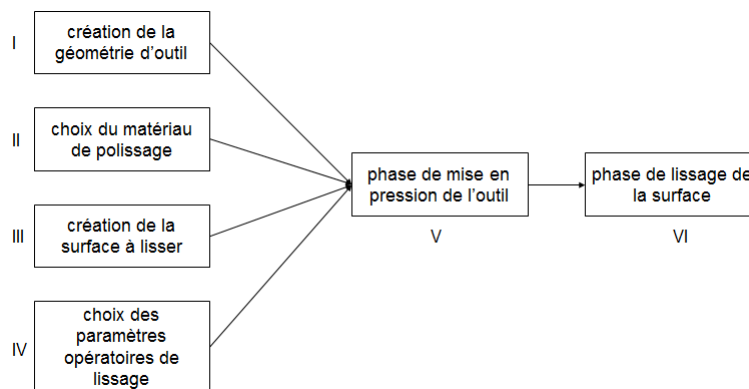 I
création de la
géométrie d'outil
II
choix du matériau
de polissage
III
création de la
surface à lisser
IV
choix des
paramètres
opératoires de
lissage
phase de mise en
pression de l'outil
V
phase de lissage de
la surface
VI